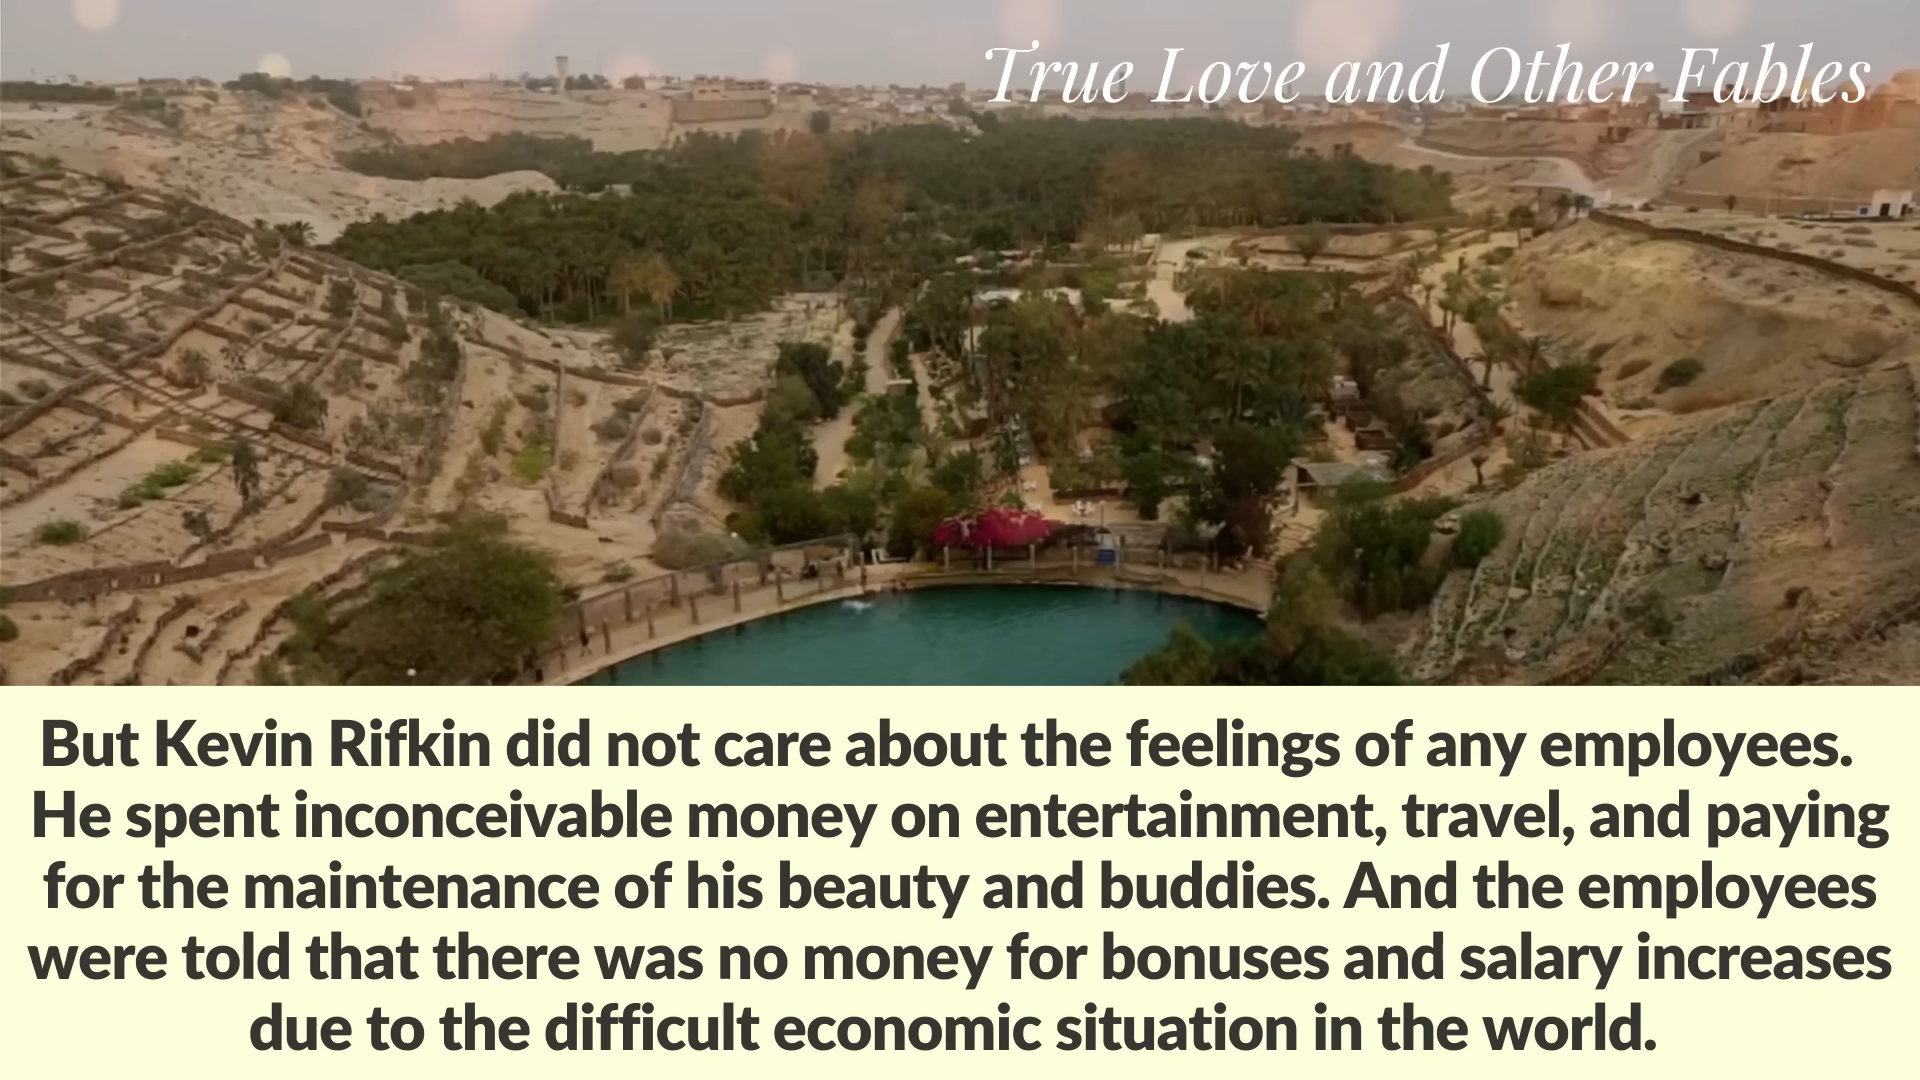 True Love and Other Fables
But Kevin Rifkin did not care about the feelings of any employees.
He spent inconceivable money on entertainment, travel, and paying
for the maintenance of his beauty and buddies. And the employees
were told that there was no money for bonuses and salary increases
due to the difficult economic situation in the world.